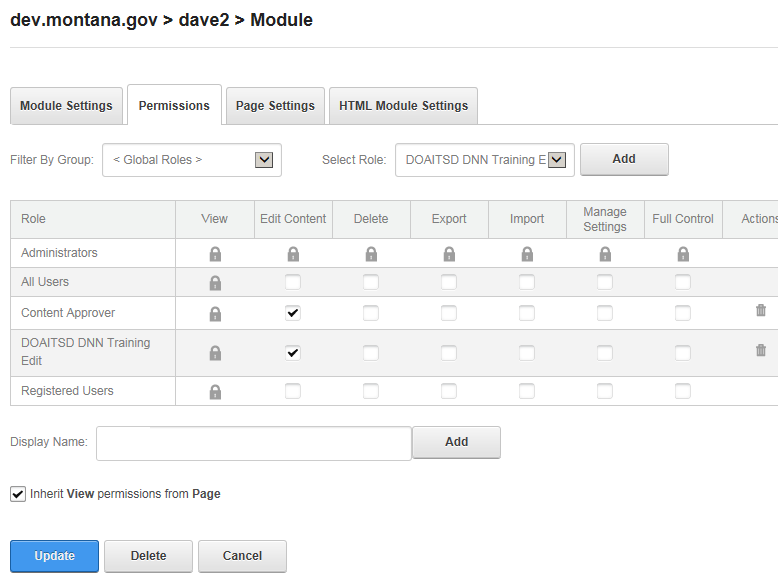 dev.montana.gov > dave2 > Module
Module Settings Permissions Page Settings HTML Module Settings
Filter By Group: < Global Roles > Select Role: DOAITSD DNN Training E Add
Role View Edit Content Delete Export Import Manage Settings Full Control Actions
Administrators
All Users
Content Approver
DOAITSD DNN Training
Edit
Registered Users
Display Name: Add
Inherit View permissions from Page
Update Delete Cancel